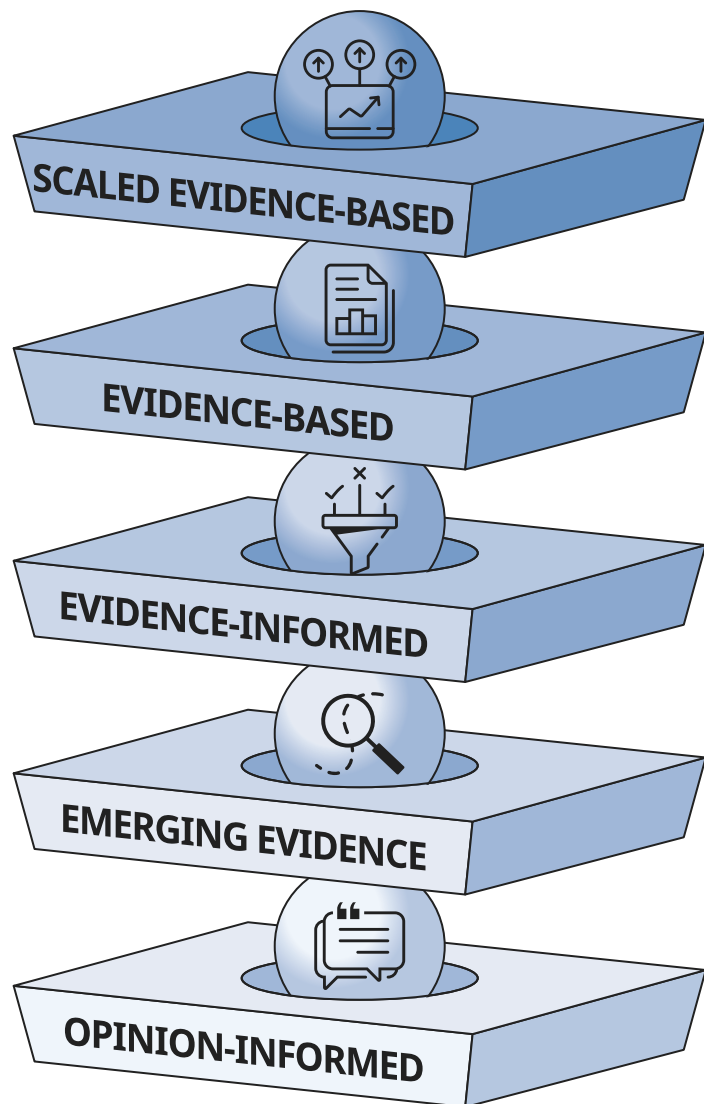 SCALED EVIDENCE-BASED
EVIDENCE-BASED
EVIDENCE-INFORMED
EMERGING EVIDENCE
OPINION-INFORMED